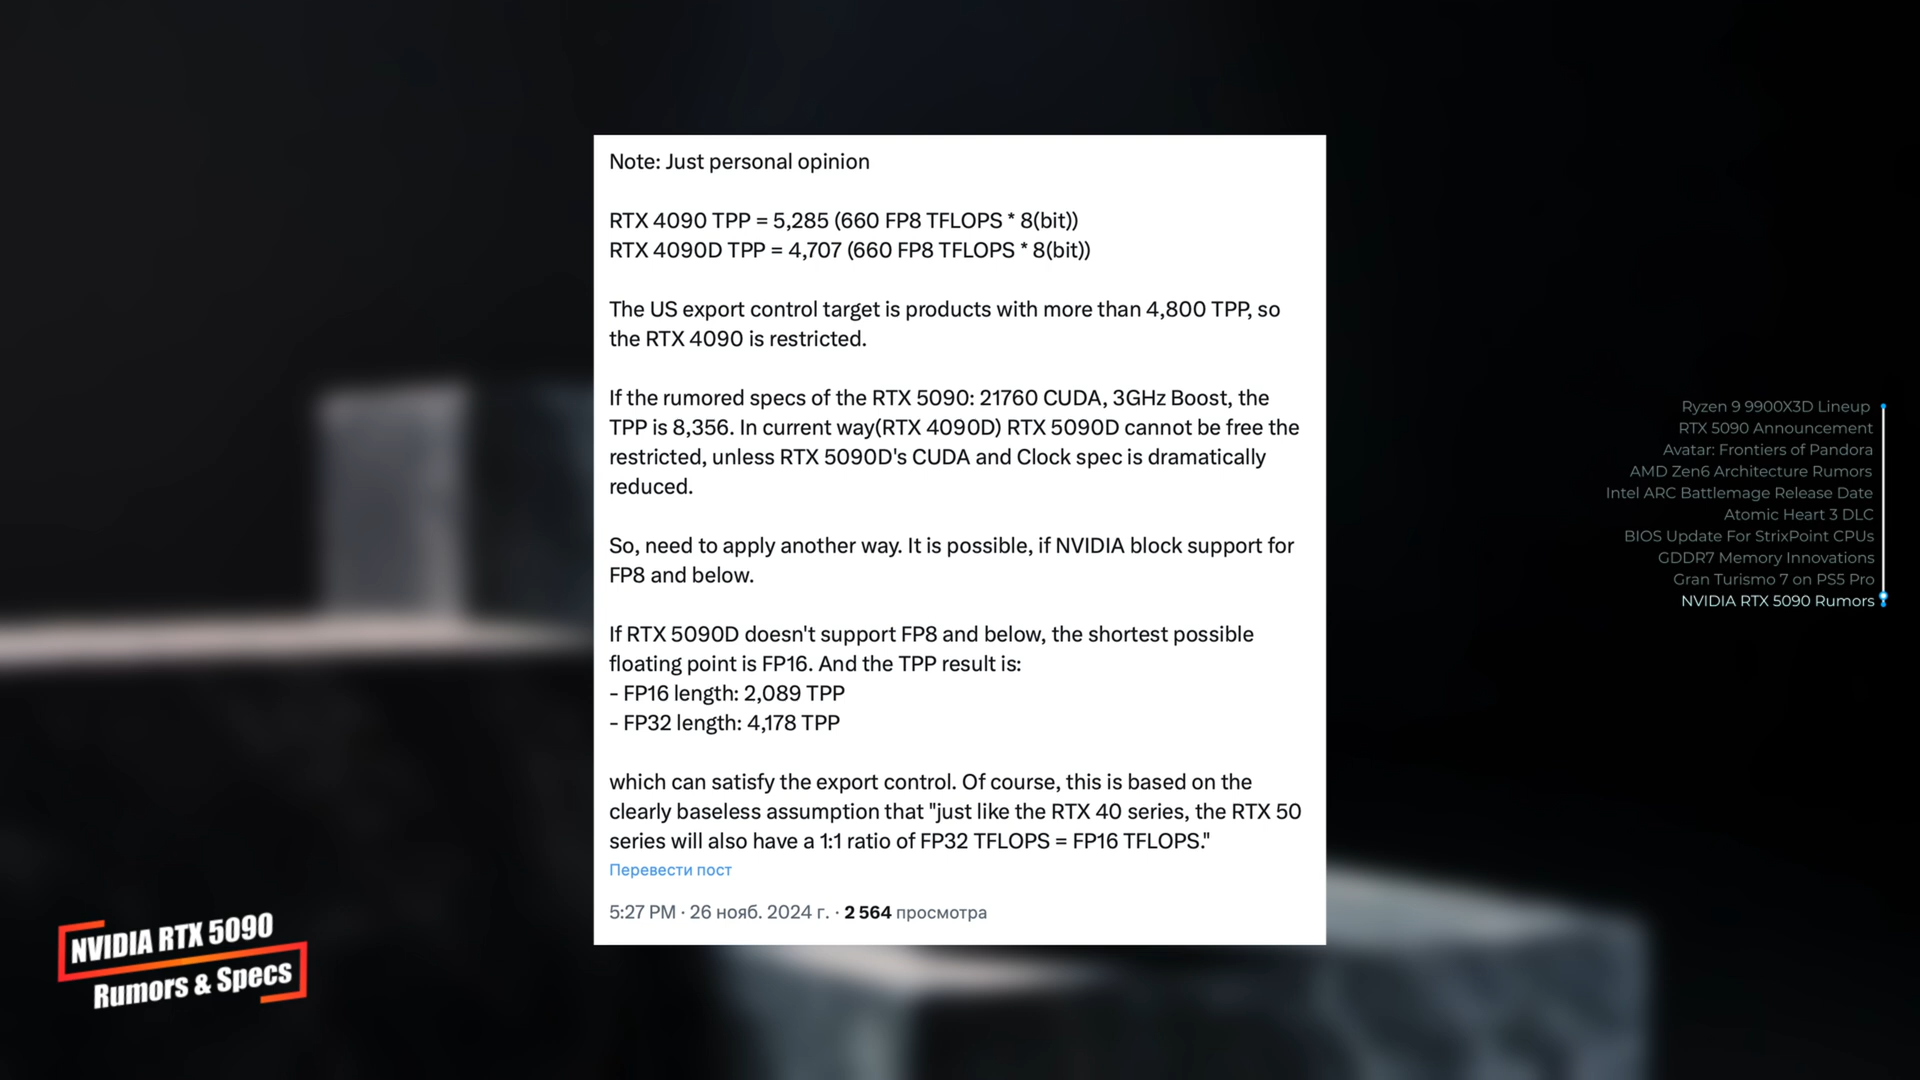 Note: Just personal opinion
RTX 4090 TPP = 5,285 (660 FP8 TFLOPS * 8(bit))
RTX 4090D TPP = 4,707 (660 FP8 TFLOPS * 8(bit))
The US export control target is products with more than 4,800 TPP, so
the RTX 4090 is restricted.
If the rumored specs of the RTX 5090: 21760 CUDA, 3GHz Boost, the
TPP is 8,356. In current way(RTX 4090D) RTX 5090D cannot be free the
restricted, unless RTX 5090D's CUDA and Clock spec is dramatically
reduced.
So, need to apply another way. It is possible, if NVIDIA block support for
FP8 and below.
If RTX 5090D doesn't support FP8 and below, the shortest possible
floating point is FP16. And the TPP result is:
- FP16 length: 2,089 TPP
- FP32 length: 4,178 TPP
which can satisfy the export control. Of course, this is based on the
clearly baseless assumption that "just like the RTX 40 series, the RTX 50
series will also have a 1:1 ratio of FP32 TFLOPS = FP16 TFLOPS."
Перевести пост
5:27 PM · 26 нояб. 2024 г. · 2 564 просмотра
Ryzen 9 9900X3D Lineup
RTX 5090 Announcement
Avatar: Frontiers of Pandora
AMD Zen6 Architecture Rumors
Intel ARC Battlemage Release Date
Atomic Heart 3 DLC
BIOS Update For StrixPoint CPUs
GDDR7 Memory Innovations
Gran Turismo 7 on PS5 Pro
NVIDIA RTX 5090 Rumors
NVIDIA RTX 5090
Rumors & Specs